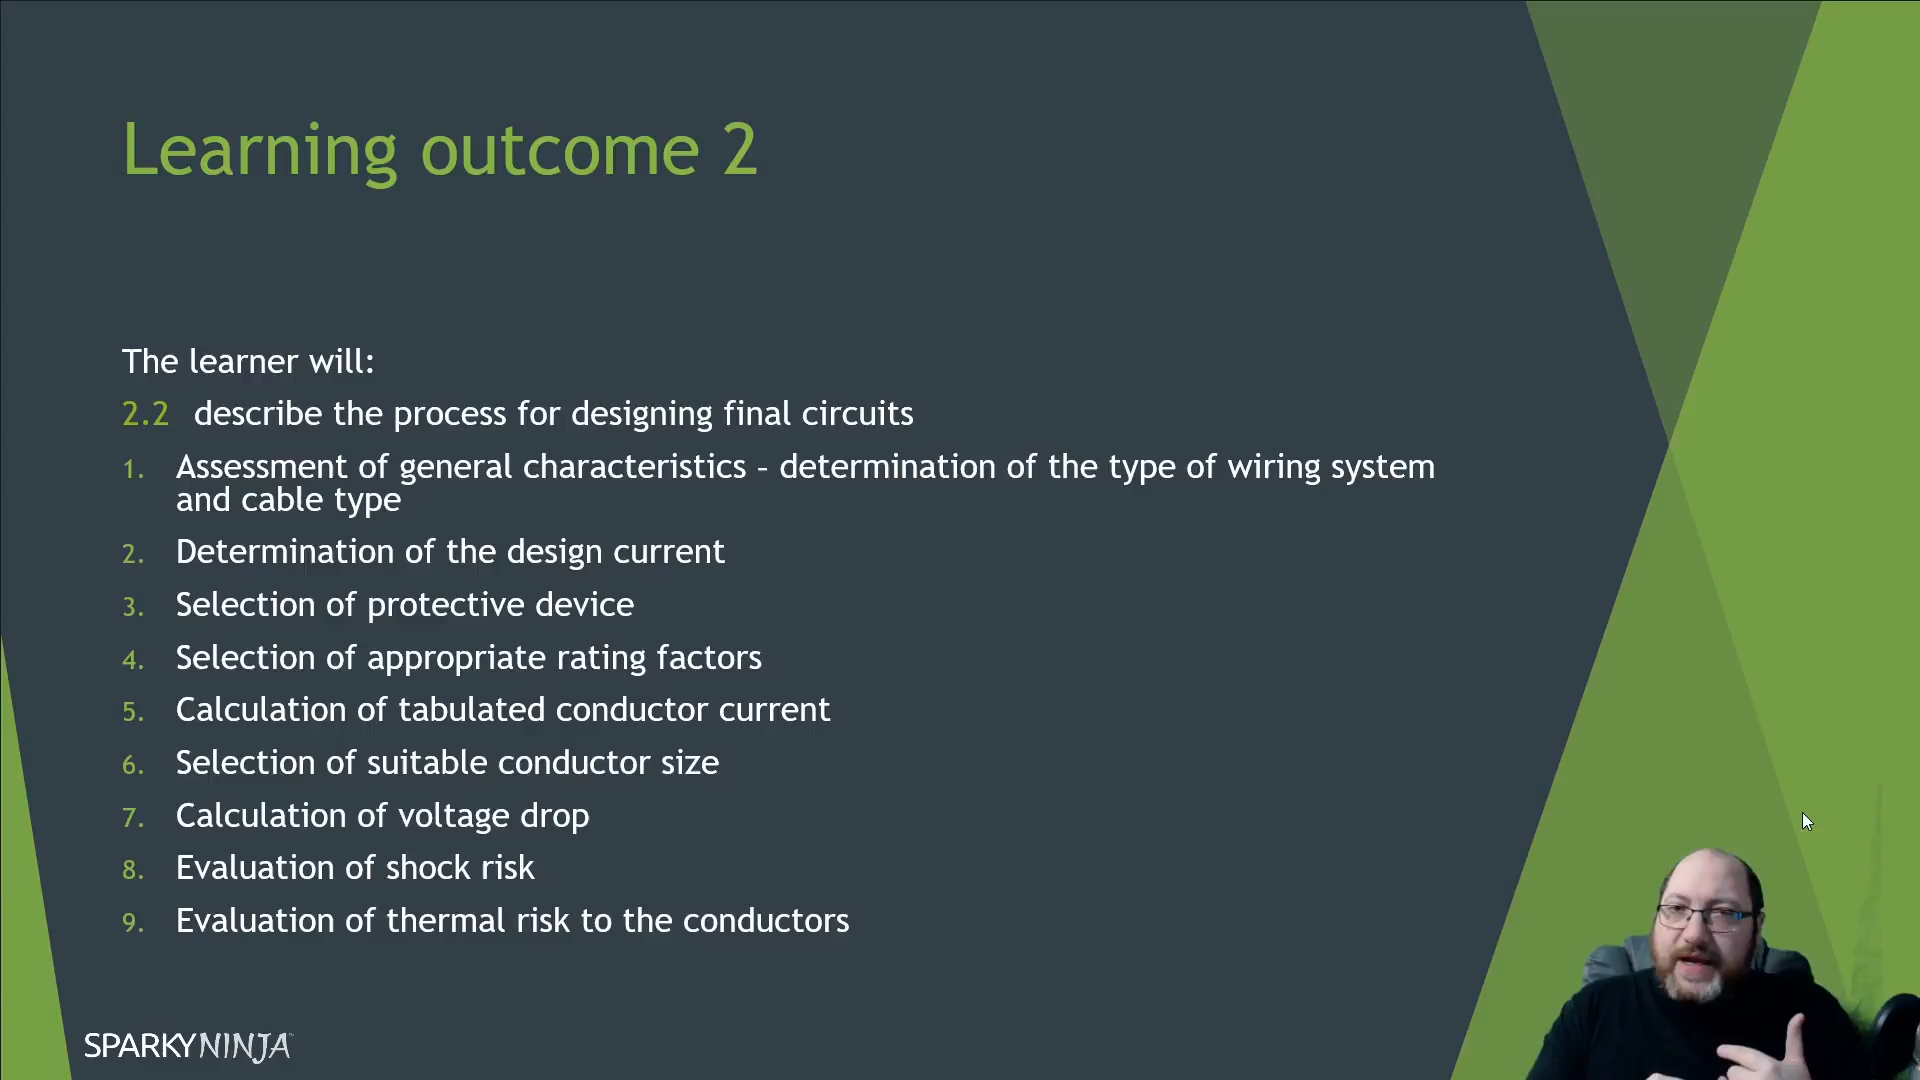 Learning outcome 2
The learner will:
2.2 describe the process for designing final circuits
1. Assessment of general characteristics – determination of the type of wiring system
and cable type
2. Determination of the design current
3. Selection of protective device
4. Selection of appropriate rating factors
5. Calculation of tabulated conductor current
6. Selection of suitable conductor size
7. Calculation of voltage drop
8. Evaluation of shock risk
9. Evaluation of thermal risk to the conductors
SPARKYNINJA